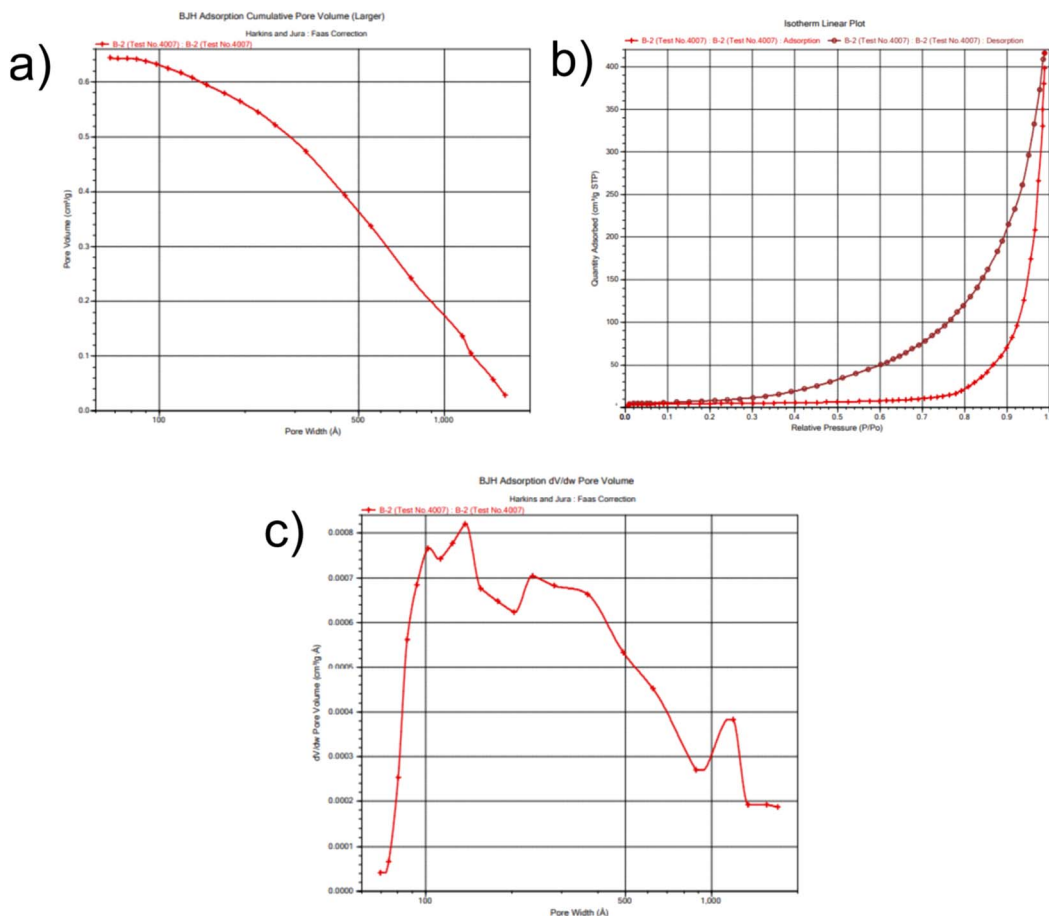 a)
BJH Adsorption Cumulative Pore Volume (Larger)
Harkins and Jura : Faas Correction
B-2 (Test No.4007) : B-2 (Test No.4007)
Pore Volume (cm³/g)
0.6
0.5
0.4
0.3
0.2
0.1
0.0
100
500
1,000
Pore Width (Å)
b)
Isotherm Linear Plot
B-2 (Test No.4007) : B-2 (Test No.4007) : Adsorption
B-2 (Test No.4007) : B-2 (Test No.4007) : Desorption
Quantity Adsorbed (cm³/g STP)
400
350
300
250
200
150
100
50
0.0 0.1 0.2 0.3 0.4 0.5 0.6 0.7 0.8 0.9
Relative Pressure (P/Po)
c)
BJH Adsorption dV/dw Pore Volume
Harkins and Jura : Faas Correction
B-2 (Test No.4007) : B-2 (Test No.4007)
dV/dw Pore Volume (cm³/g Å)
0.0008
0.0007
0.0006
0.0005
0.0004
0.0003
0.0002
0.0001
0.0000
100
500
1,000
Pore Width (Å)